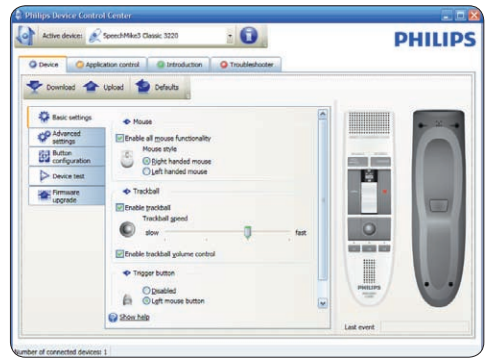 Philips Device Control Center
Active device: SpeechMike3 Classic 3220
PHILIPS
Device Application control Introduction Troubleshooter
Download Upload Defaults
Basic settings
Advanced settings
Button configuration
Device test
Firmware upgrade
Mouse
Enable all mouse functionality
Mouse style
Right handed mouse
Left handed mouse
Trackball
Enable trackball
Trackball speed
slow fast
Enable trackball volume control
Trigger button
Disabled
Left mouse button
Show help
PHILIPS
Last event
Number of connected devices: 1